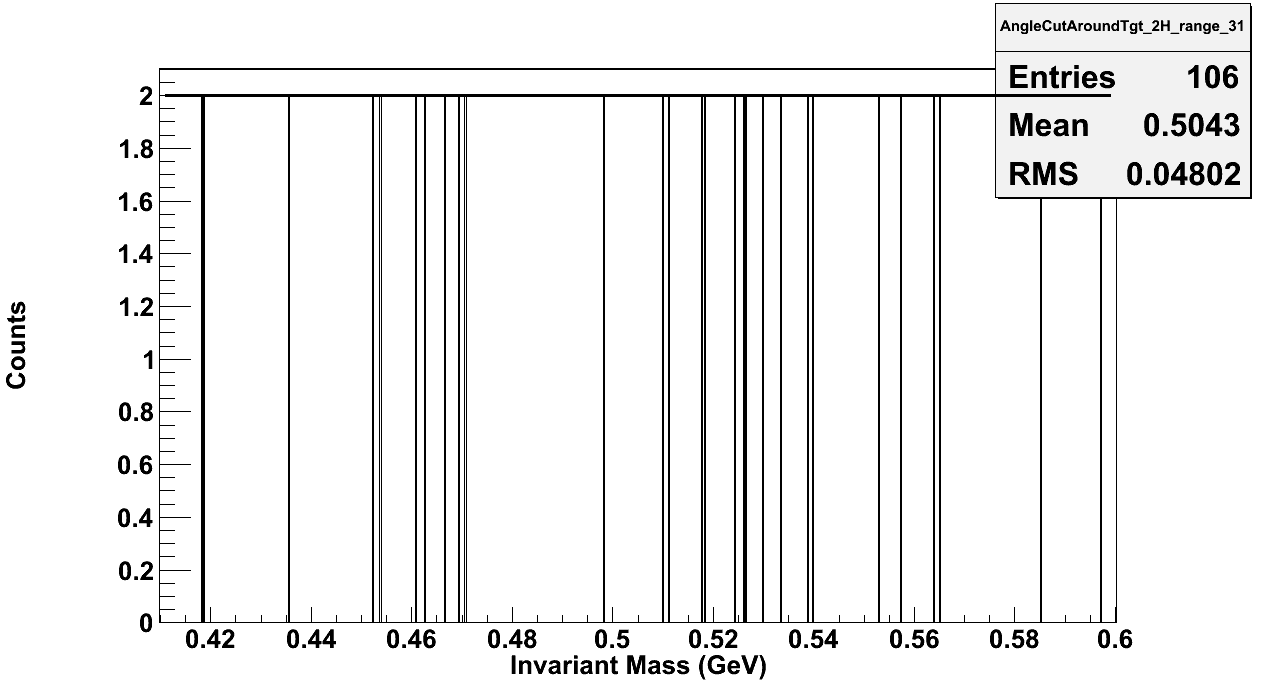 AngleCutAroundTgt_2H_range_31
Entries 106
Mean 0.5043
RMS 0.04802
2
1.8
1.6
1.4
1.2
1
0.8
0.6
0.4
0.2
0
Counts
0.42 0.44 0.46 0.48 0.5 0.52 0.54 0.56 0.58 0.6
Invariant Mass (GeV)